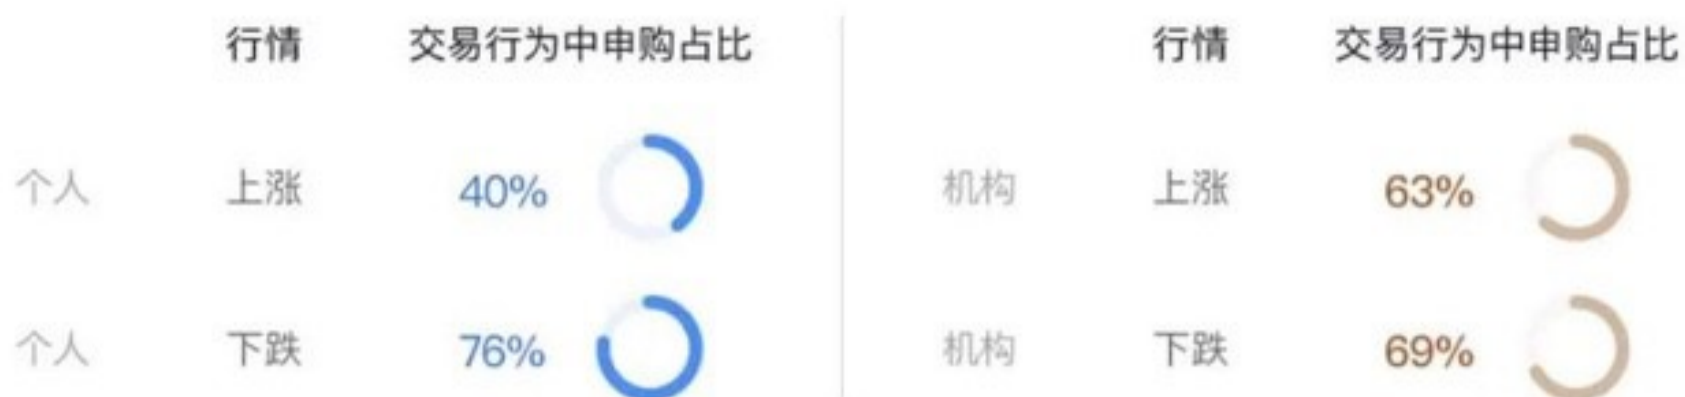 行情 交易行为中申购占比
个人 上涨 40%
个人 下跌 76%
行情 交易行为中申购占比
机构 上涨 63%
机构 下跌 69%